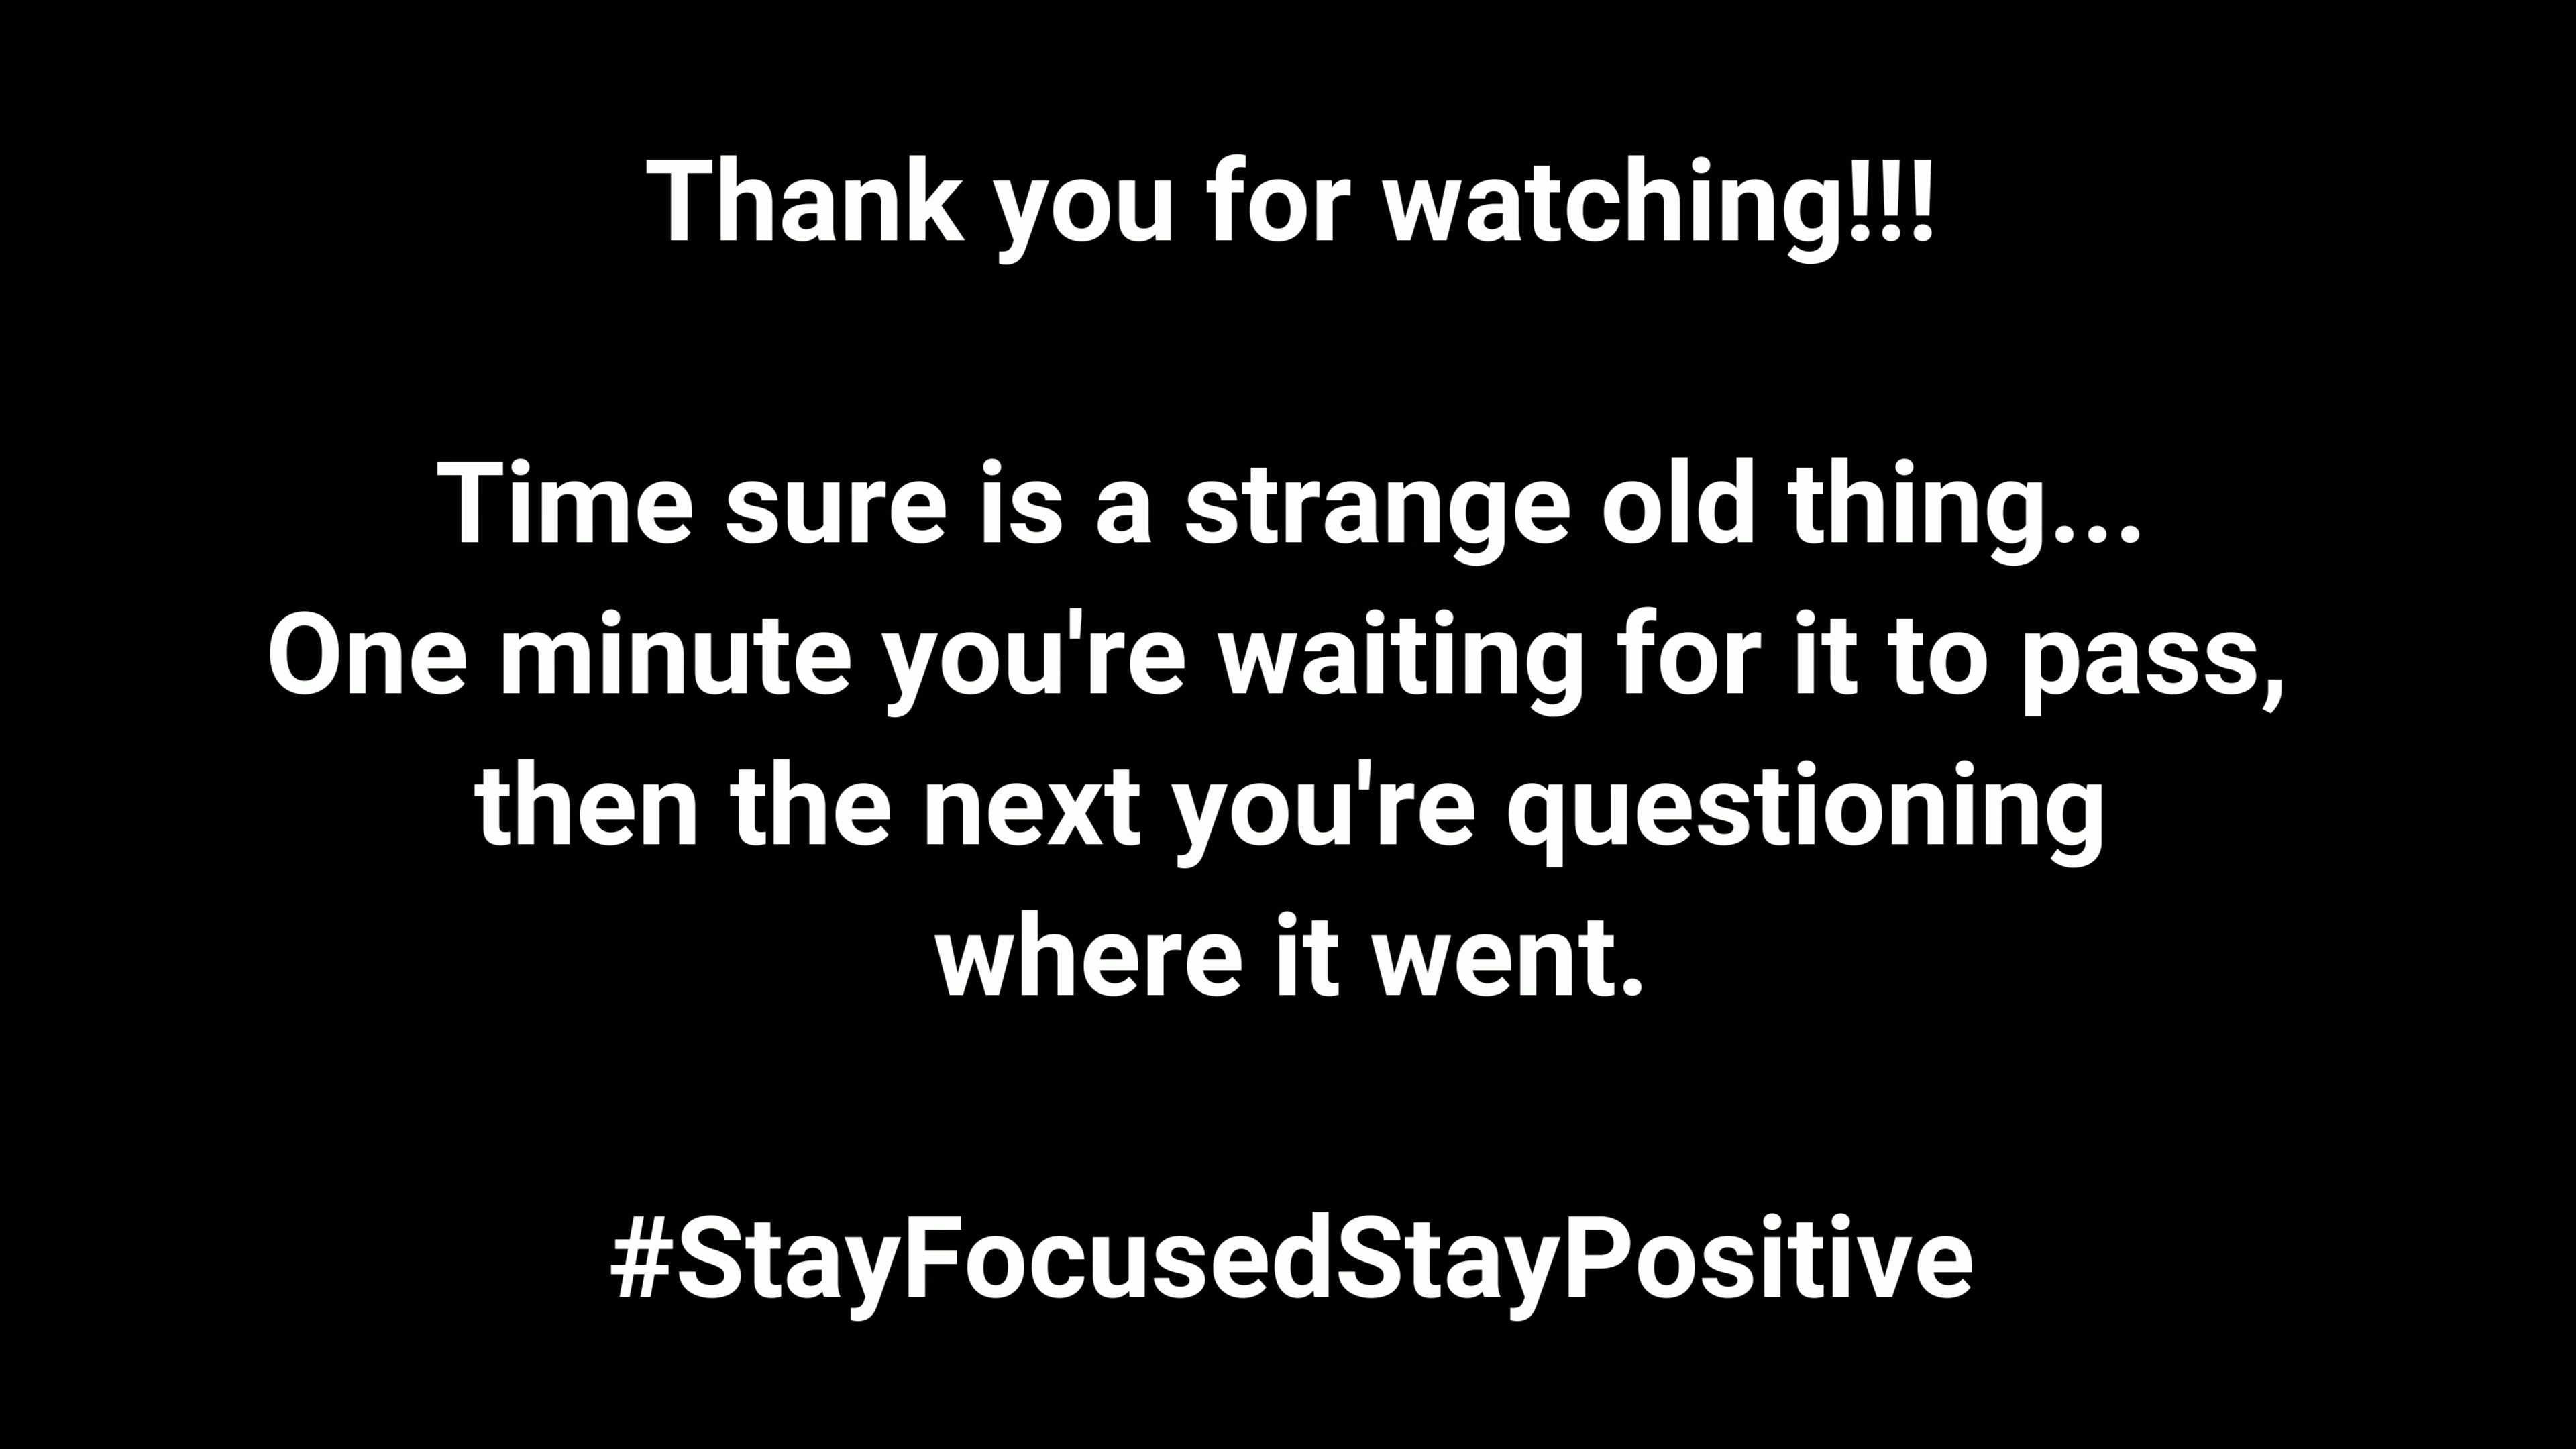 Thank you for watching!!!
Time sure is a strange old thing...
One minute you're waiting for it to pass,
then the next you're questioning
where it went.
#StayFocusedStayPositive